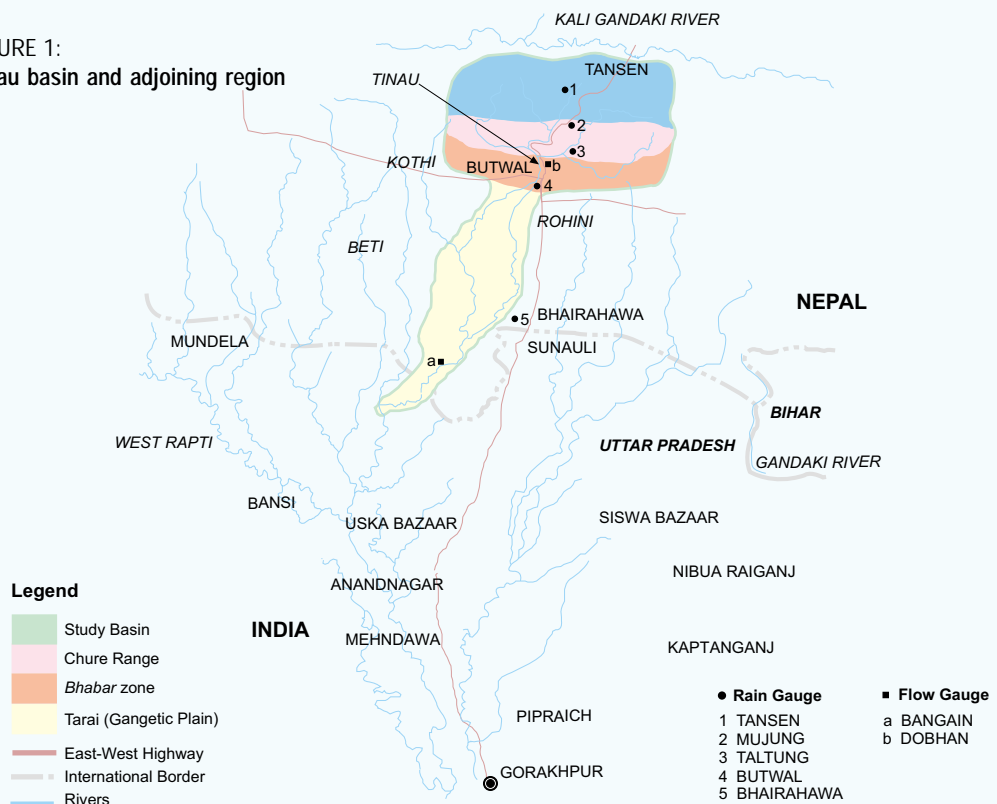 URE 1:
au basin and adjoining region
KALI GANDAKI RIVER
TANSEN
TINAU
1
2
3
KOTHI
BUTWAL
b
4
ROHINI
BETI
NEPAL
5
BHAIRAHAWA
MUNDELA
SUNAULI
a
BIHAR
WEST RAPTI
UTTAR PRADESH
GANDAKI RIVER
BANSI
USKA BAZAAR
SISWA BAZAAR
ANANDNAGAR
NIBUA RAIGANJ
INDIA
MEHNDAWA
KAPTANGANJ
PIPRAICH
GORAKHPUR
Legend
Study Basin
Chure Range
Bhabar zone
Tarai (Gangetic Plain)
East-West Highway
International Border
Rivers
Rain Gauge
1 TANSEN
2 MUJUNG
3 TALTUNG
4 BUTWAL
5 BHAIRAHAWA
Flow Gauge
a BANGAIN
b DOBHAN